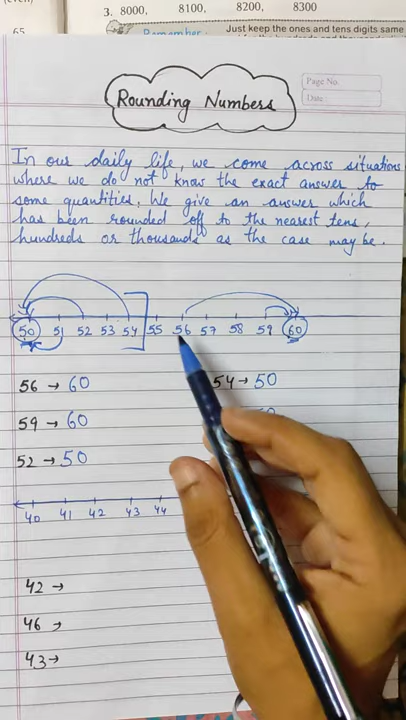 3. 8000, 8100, 8200, 8300
65
Remember: Just keep the ones and tens digits same
Page No.
Date:
Rounding Numbers
In our daily life, we come across situations
where we do not know the exact answer to
some quantities, We give an answer which
has been rounded off to the nearest tens,
hundreds or thousands as the case may be.
50 51 52 53 54 55 56 57 58 59 60
56 → 60 54 → 50
59 → 60
52 → 50
40 41 42 43 44
42 →
46 →
43 →